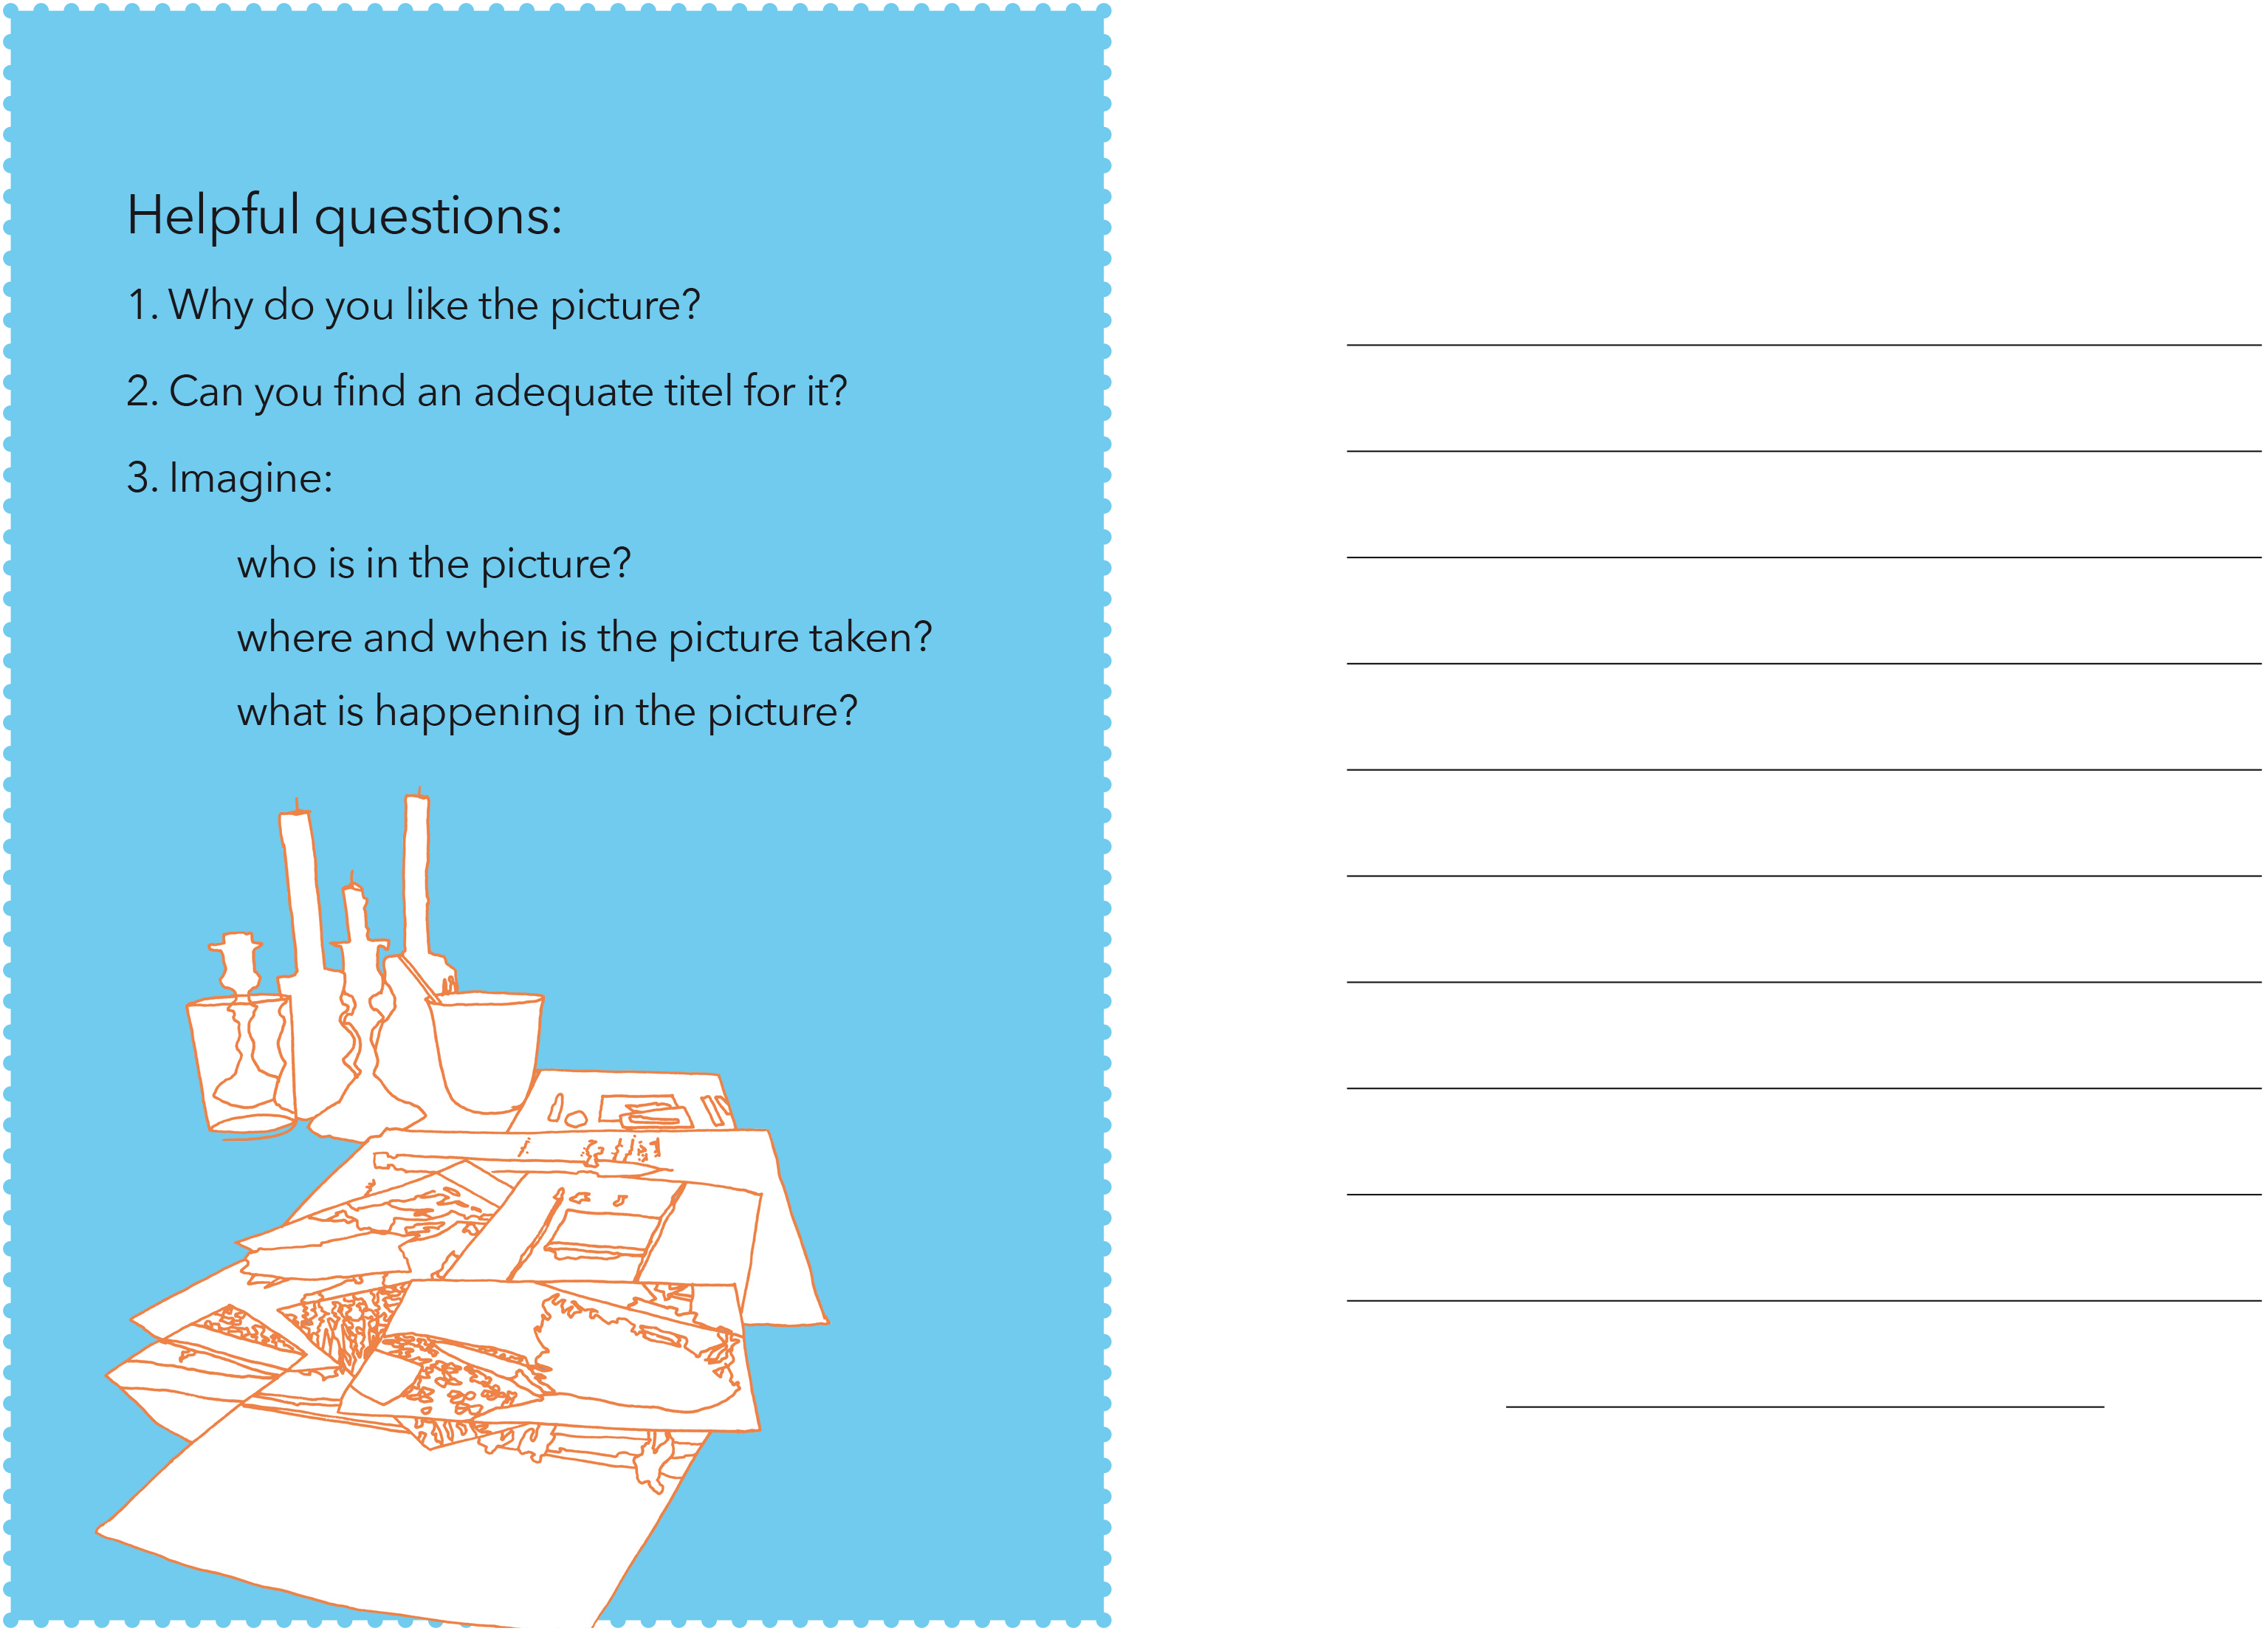 Helpful questions:
1. Why do you like the picture?
2. Can you find an adequate titel for it?
3. Imagine:
who is in the picture?
where and when is the picture taken?
what is happening in the picture?